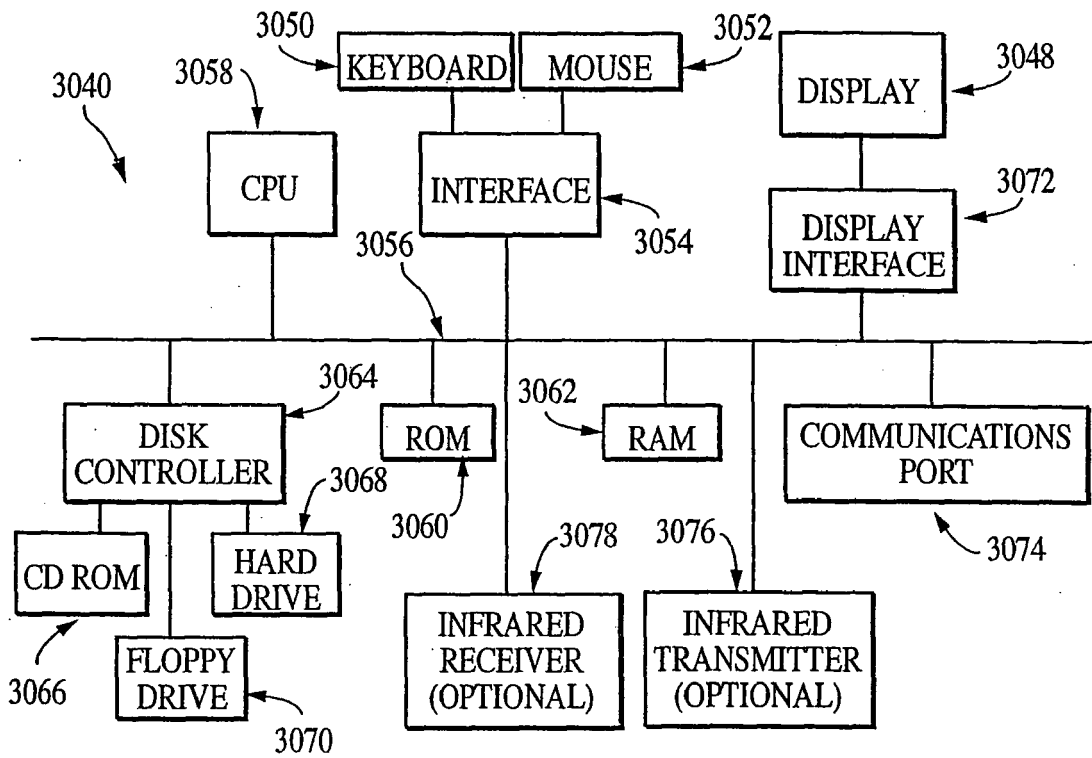 3050
KEYBOARD
MOUSE
3052
3058
3040
DISPLAY
3048
CPU
INTERFACE
3054
3072
DISPLAY
INTERFACE
3056
3064
DISK
CONTROLLER
ROM
3060
3062
RAM
COMMUNICATIONS
PORT
3074
3068
CD ROM
3066
HARD
DRIVE
FLOPPY
DRIVE
3070
3078
INFRARED
RECEIVER
(OPTIONAL)
3076
INFRARED
TRANSMITTER
(OPTIONAL)